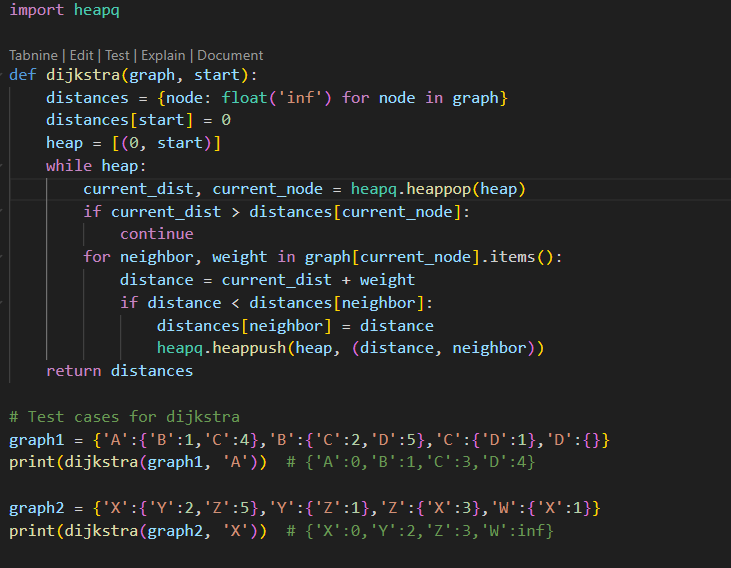 import heapq
Tabnine | Edit | Test | Explain | Document
def dijkstra(graph, start):
    distances = {node: float('inf') for node in graph}
    distances[start] = 0
    heap = [(0, start)]
    while heap:
        current_dist, current_node = heapq.heappop(heap)
        if current_dist > distances[current_node]:
            continue
        for neighbor, weight in graph[current_node].items():
            distance = current_dist + weight
            if distance < distances[neighbor]:
                distances[neighbor] = distance
                heapq.heappush(heap, (distance, neighbor))
    return distances
# Test cases for dijkstra
graph1 = {'A':{'B':1,'C':4},'B':{'C':2,'D':5},'C':{'D':1},'D':{}}
print(dijkstra(graph1, 'A'))  # {'A':0,'B':1,'C':3,'D':4}
graph2 = {'X':{'Y':2,'Z':5},'Y':{'Z':1},'Z':{'X':3},'W':{'X':1}}
print(dijkstra(graph2, 'X'))  # {'X':0,'Y':2,'Z':3,'W':inf}